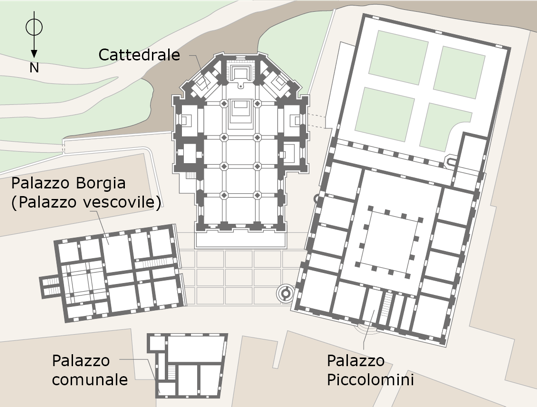 N
Cattedrale
Palazzo Borgia
(Palazzo vescovile)
Palazzo
comunale
Palazzo
Piccolomini